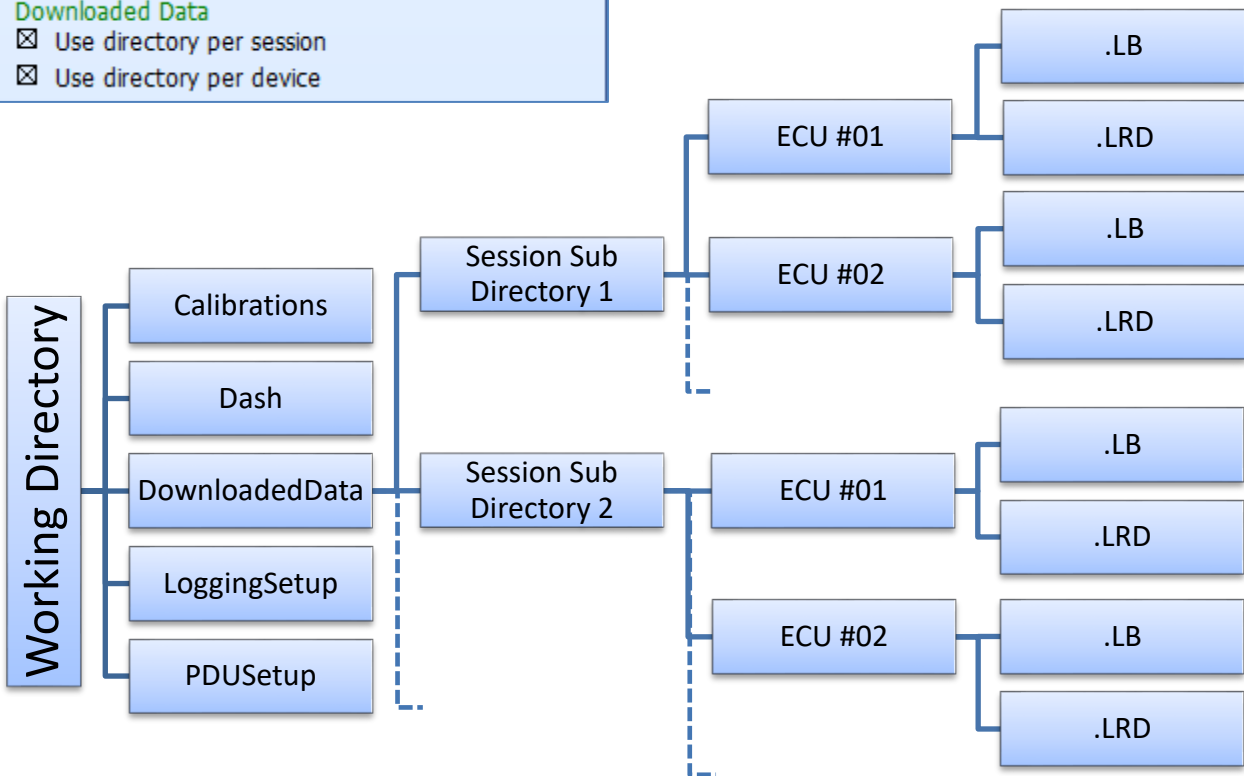 Downloaded Data
Use directory per session
Use directory per device
Working Directory
Calibrations
Dash
DownloadedData
LoggingSetup
PDUSetup
Session Sub
Directory 1
ECU #01
.LB
.LRD
ECU #02
.LB
.LRD
Session Sub
Directory 2
ECU #01
.LB
.LRD
ECU #02
.LB
.LRD